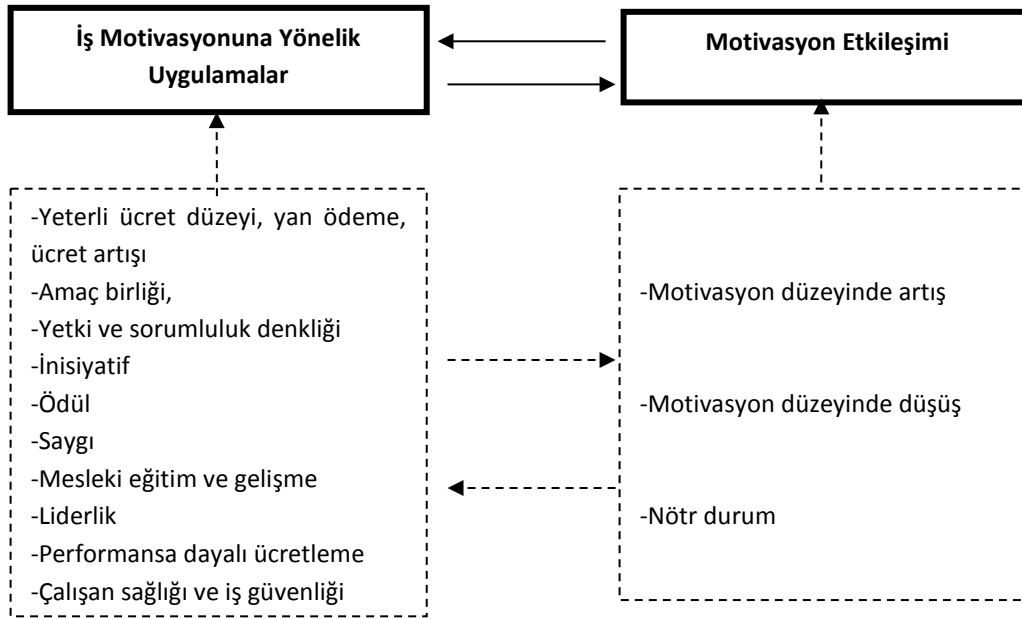 İş Motivasyonuna Yönelik
Uygulamalar
Motivasyon Etkileşimi
-Yeterli ücret düzeyi, yan ödeme,
ücret artışı
-Amaç birliği,
-Yetki ve sorumluluk denkliği
-İnisiyatif
-Ödül
-Saygı
-Mesleki eğitim ve gelişme
-Liderlik
-Performansa dayalı ücretleme
-Çalışan sağlığı ve iş güvenliği
-Motivasyon düzeyinde artış
-Motivasyon düzeyinde düşüş
-Nötr durum